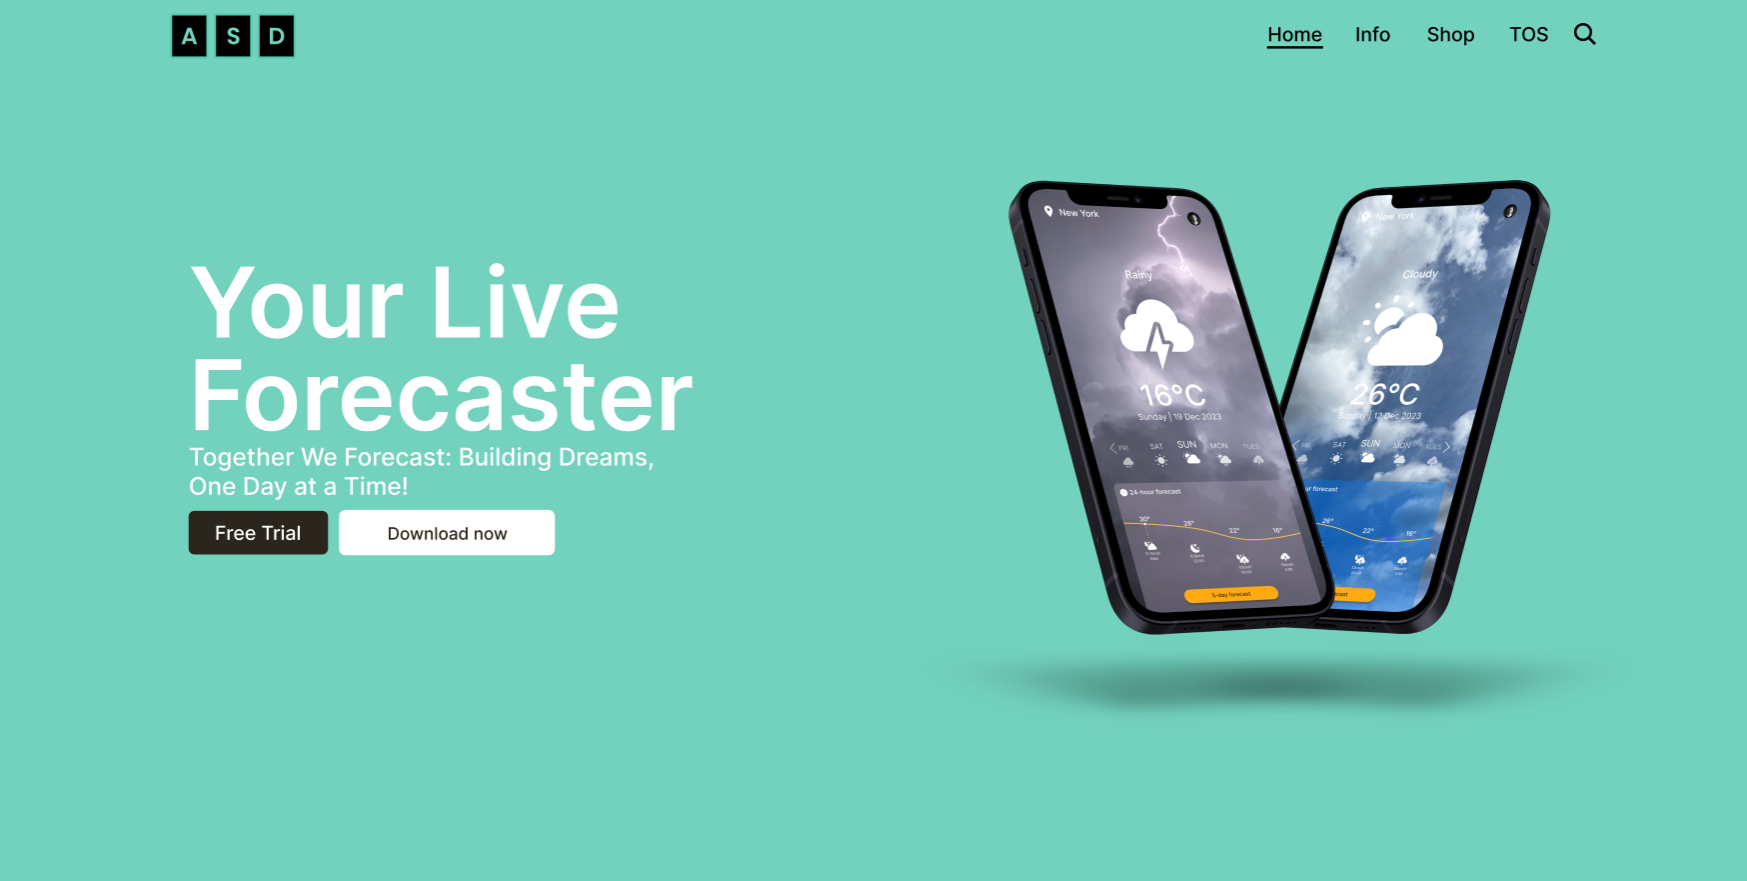 A S D
Home Info Shop TOS
Your Live
Forecaster
Together We Forecast: Building Dreams,
One Day at a Time!
Free Trial
Download now
New York
Rainy
16°C
Sunday | 19 Dec 2023
FRI SAT SUN MON TUES
24-hour forecast
30° 26° 22° 16°
5-day forecast
New York
Cloudy
26°C
Sunday | 12 Dec 2023
FRI SAT SUN MON TUES
ur forecast
26° 22° 16°
cast